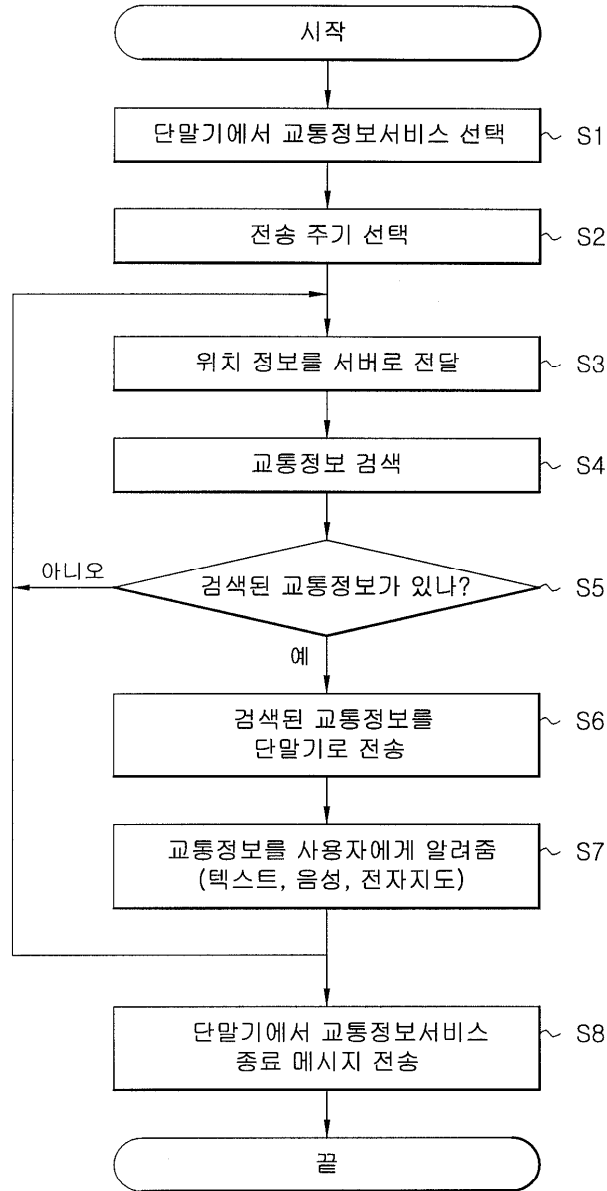 시작
단말기에서 교통정보서비스 선택
S1
전송 주기 선택
S2
위치 정보를 서버로 전달
S3
교통정보 검색
S4
아니오
검색된 교통정보가 있나?
S5
예
검색된 교통정보를
단말기로 전송
S6
교통정보를 사용자에게 알려줌
(텍스트, 음성, 전자지도)
S7
단말기에서 교통정보서비스
종료 메시지 전송
S8
끝